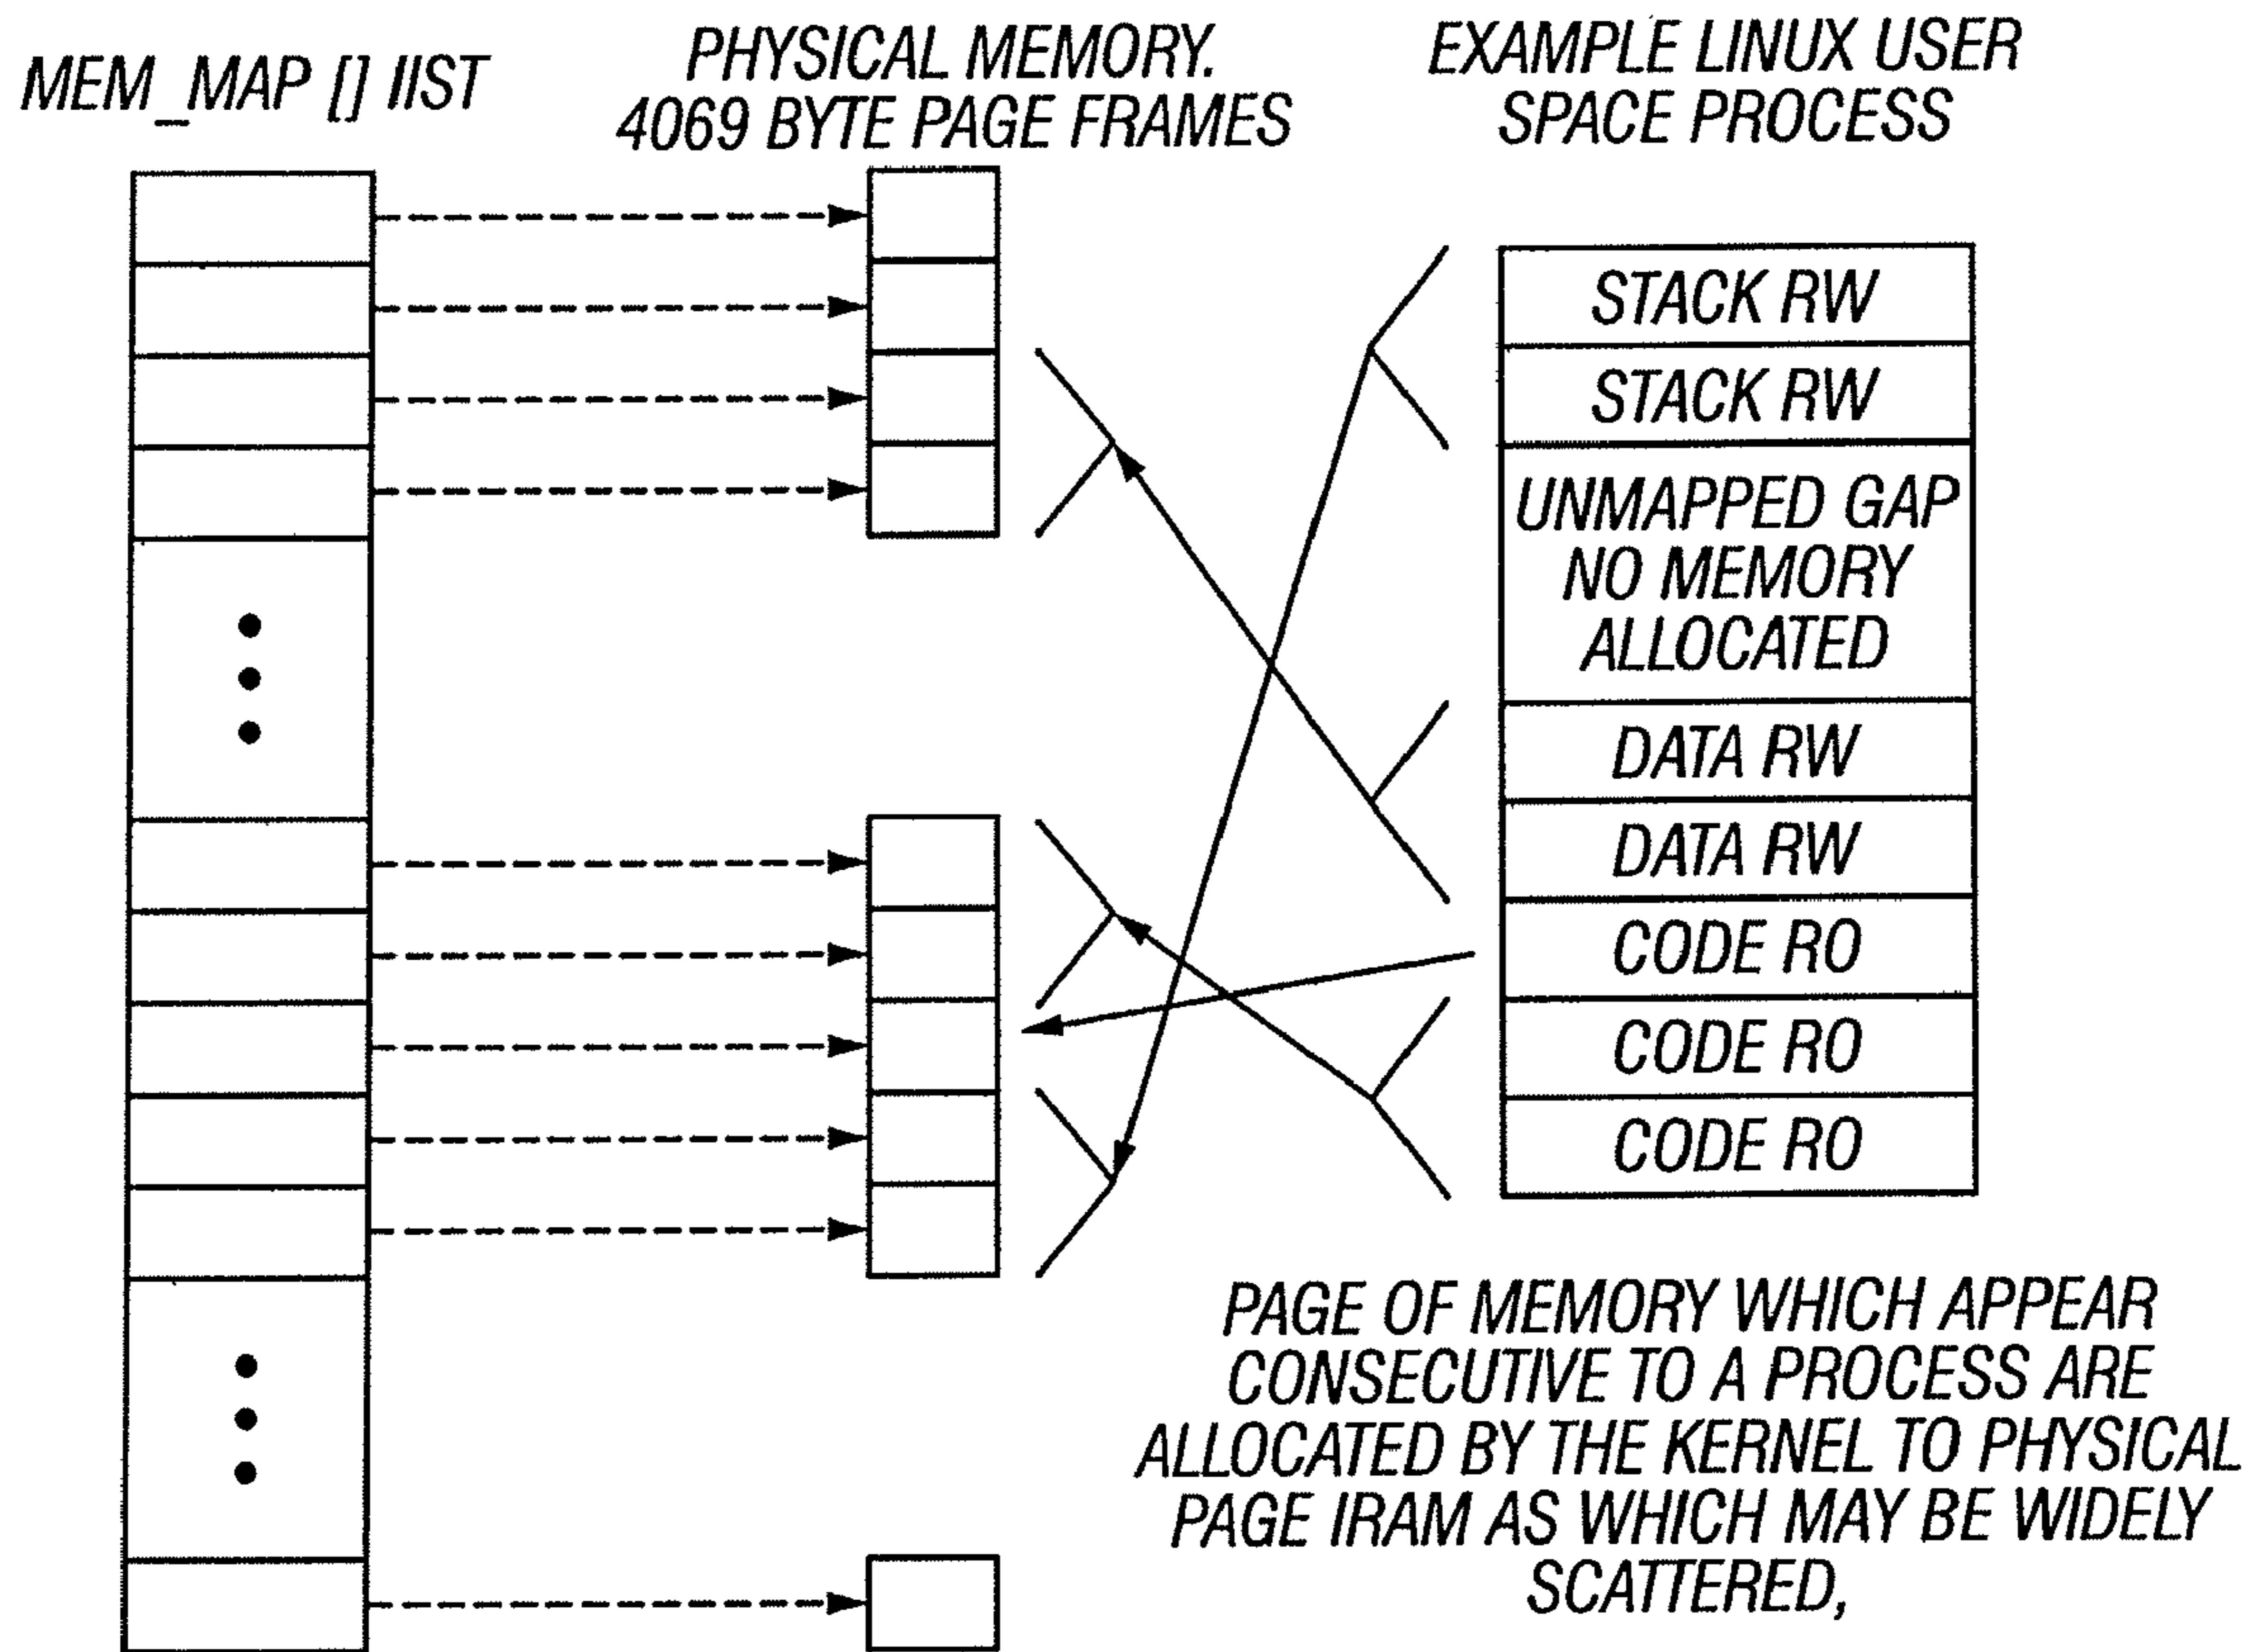 MEM_MAP [] IIST
PHYSICAL MEMORY.
4069 BYTE PAGE FRAMES
EXAMPLE LINUX USER
SPACE PROCESS
STACK RW
STACK RW
UNMAPPED GAP
NO MEMORY
ALLOCATED
DATA RW
DATA RW
CODE RO
CODE RO
CODE RO
PAGE OF MEMORY WHICH APPEAR
CONSECUTIVE TO A PROCESS ARE
ALLOCATED BY THE KERNEL TO PHYSICAL
PAGE IRAM AS WHICH MAY BE WIDELY
SCATTERED,